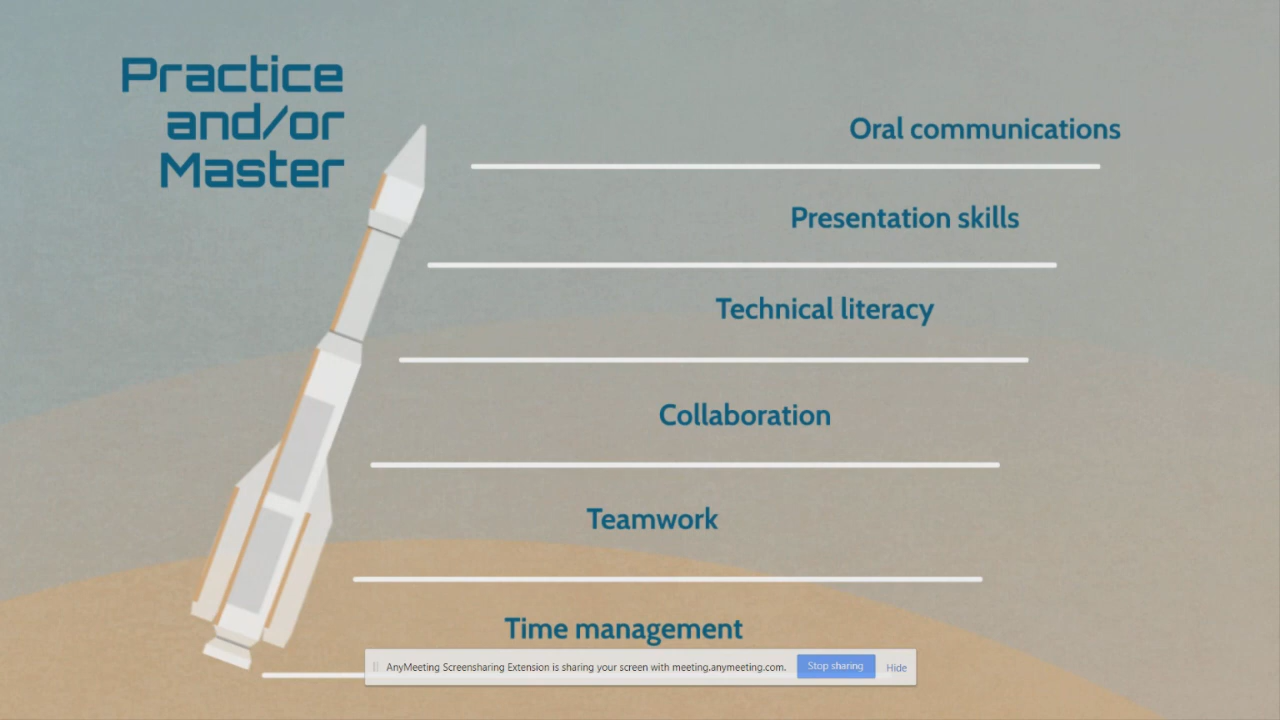 Practice
and/or
Master
Oral communications
Presentation skills
Technical literacy
Collaboration
Teamwork
Time management
AnyMeeting Screensharing Extension is sharing your screen with meeting.anymeeting.com. Stop sharing Hide